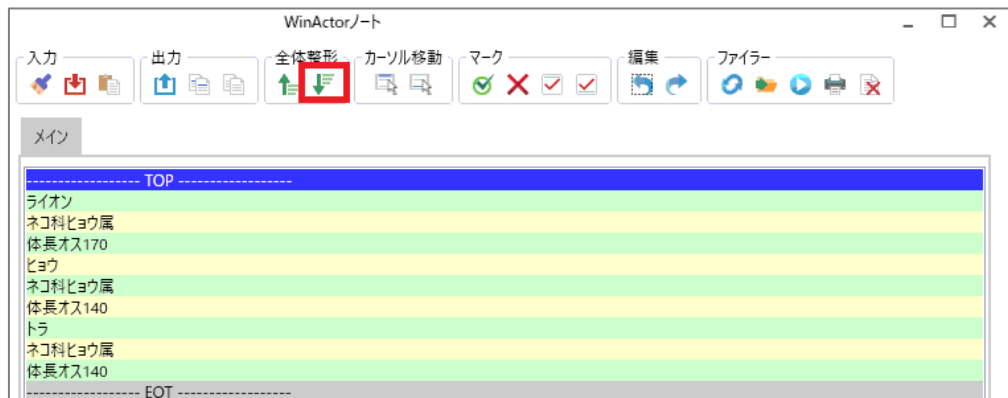 WinActorノート
入力 出力 全体整形 カーソル移動 マーク 編集 ファイラー
メイン
------------------ TOP ------------------
ライオン
ネコ科ヒョウ属
体長オス170
ヒョウ
ネコ科ヒョウ属
体長オス140
トラ
ネコ科ヒョウ属
体長オス140
------------------ EOT ------------------